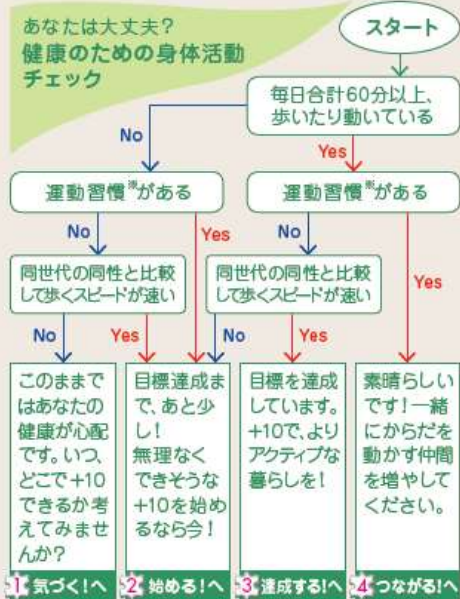 あなたは大丈夫?
健康のための身体活動
チェック
スタート
毎日合計60分以上、
歩いたり動いている
No
Yes
運動習慣※がある
運動習慣※がある
No
Yes
No
Yes
同世代の同性と比較
して歩くスピードが速い
同世代の同性と比較
して歩くスピードが速い
No
Yes
No
Yes
このままで
はあなたの
健康が心配
です。いつ、
どこで+10
できるか考
えてみませ
んか?
目標達成ま
で、あと少
し!
無理なく
できそうな
+10を始め
るなら今!
目標を達成
しています。
+10で、より
アクティブな
暮らしを!
素晴らしい
です!一緒
にからだを
動かす仲間
を増やして
ください。
1 気づく!へ
2 始める!へ
3 達成する!へ
4 つながる!へ